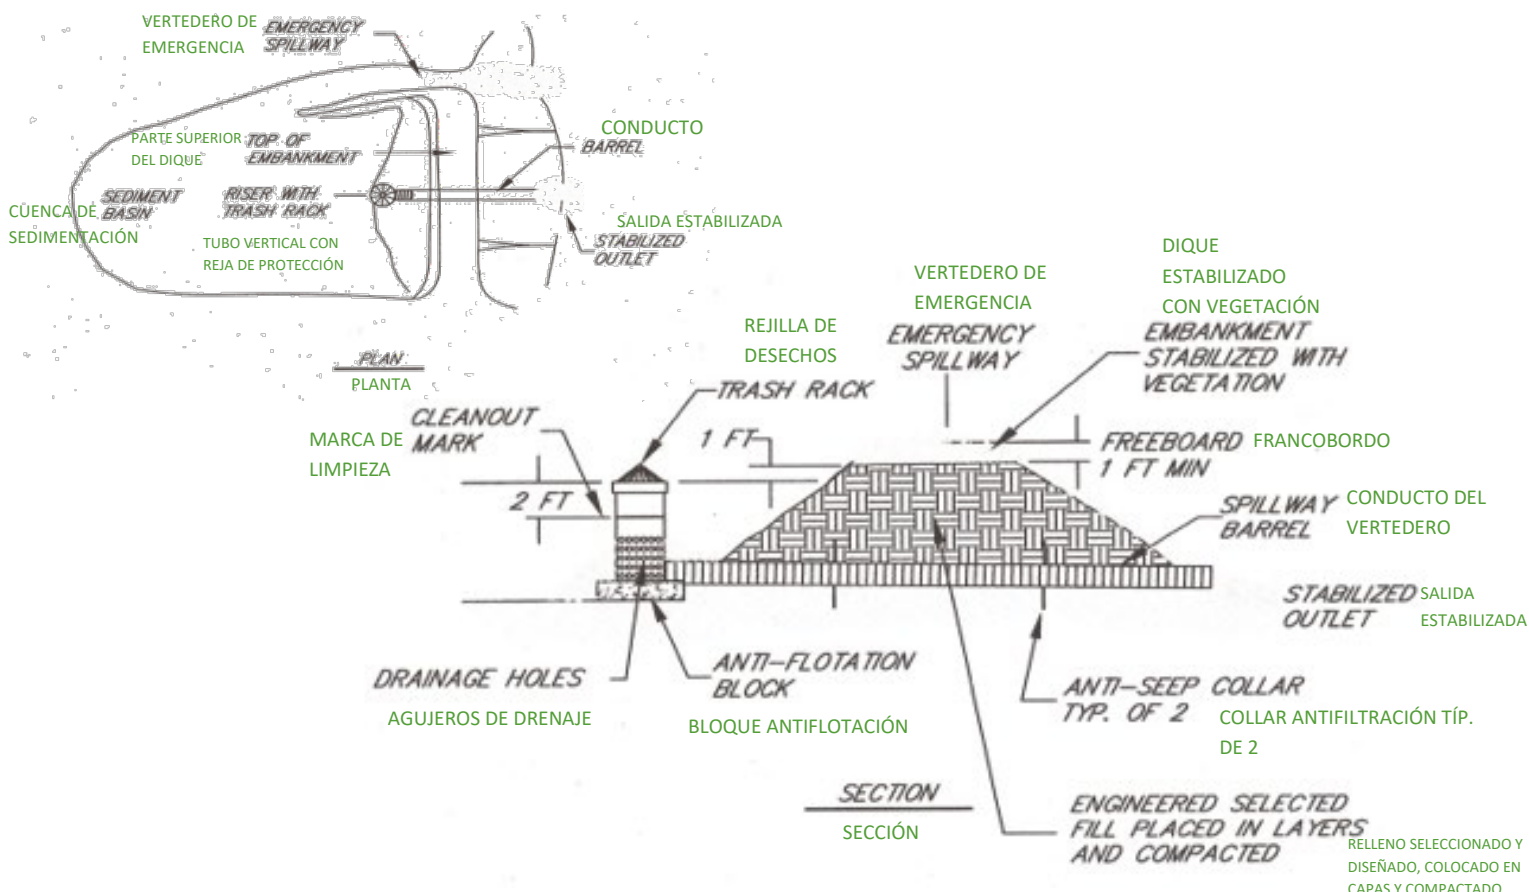 VERTEDERO DE
EMERGENCIA
EMERGENCY
SPILLWAY
PARTE SUPERIOR
DEL DIQUE
TOP OF
EMBANKMENT
CONDUCTO
BARREL
CUENCA DE
SEDIMENTACIÓN
SEDIMENT
BASIN
RISER WITH
TRASH RACK
TUBO VERTICAL CON
REJA DE PROTECCIÓN
SALIDA ESTABILIZADA
STABILIZED
OUTLET
PLAN
PLANTA
VERTEDERO DE
EMERGENCIA
EMERGENCY
SPILLWAY
DIQUE
ESTABILIZADO
CON VEGETACIÓN
EMBANKMENT
STABILIZED WITH
VEGETATION
REJILLA DE
DESECHOS
TRASH RACK
MARCA DE
LIMPIEZA
CLEANOUT
MARK
1 FT
2 FT
FREEBOARD
1 FT MIN
FRANCOBORDO
SPILLWAY
BARREL
CONDUCTO DEL
VERTEDERO
STABILIZED
OUTLET
SALIDA
ESTABILIZADA
DRAINAGE HOLES
AGUJEROS DE DRENAJE
ANTI-FLOTATION
BLOCK
BLOQUE ANTIFLOTACIÓN
ANTI-SEEP COLLAR
TYP. OF 2
COLLAR ANTIFILTRACIÓN TÍP.
DE 2
SECTION
SECCIÓN
ENGINEERED SELECTED
FILL PLACED IN LAYERS
AND COMPACTED
RELLENO SELECCIONADO Y
DISEÑADO, COLOCADO EN
CAPAS Y COMPACTADO